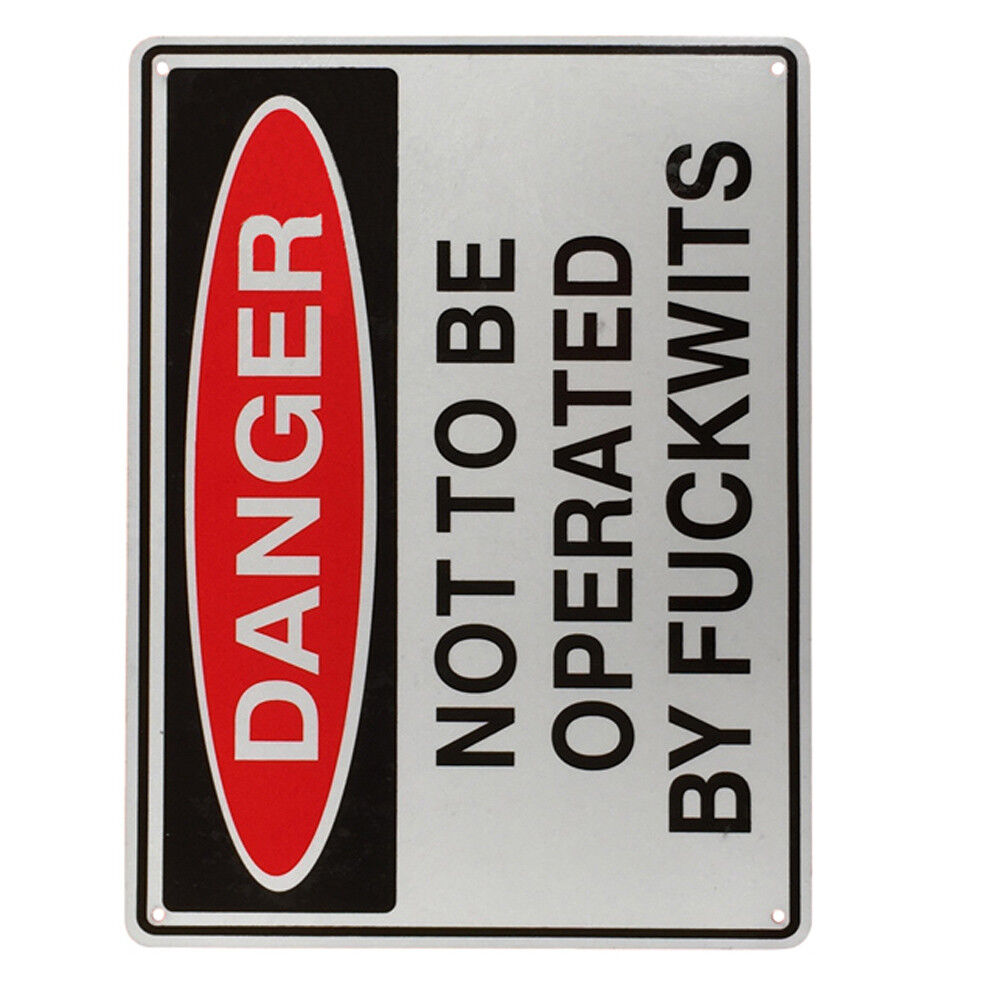 DANGER
NOT TO BE
OPERATED
BY FUCKWITS